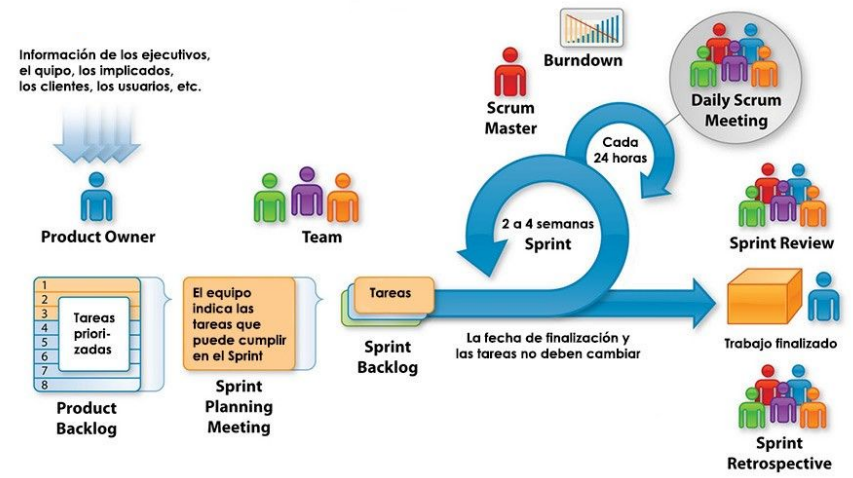 Información de los ejecutivos,
el quipo, los implicados,
los clientes, los usuarios, etc.
Product Owner
Team
Burndown
Scrum
Master
Daily Scrum
Meeting
Cada
24 horas
2 a 4 semanas
Sprint
Sprint Review
1
2
3
4
5
6
7
8
Tareas
priori-
zadas
Product
Backlog
El equipo
indica las
tareas que
puede cumplir
en el Sprint
Sprint
Planning
Meeting
Tareas
Sprint
Backlog
La fecha de finalización y
las tareas no deben cambiar
Trabajo finalizado
Sprint
Retrospective